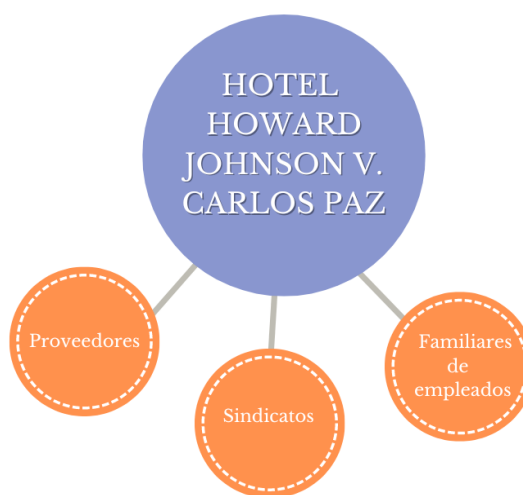 HOTEL
HOWARD
JOHNSON V.
CARLOS PAZ
Proveedores
Sindicatos
Familiares
de
empleados